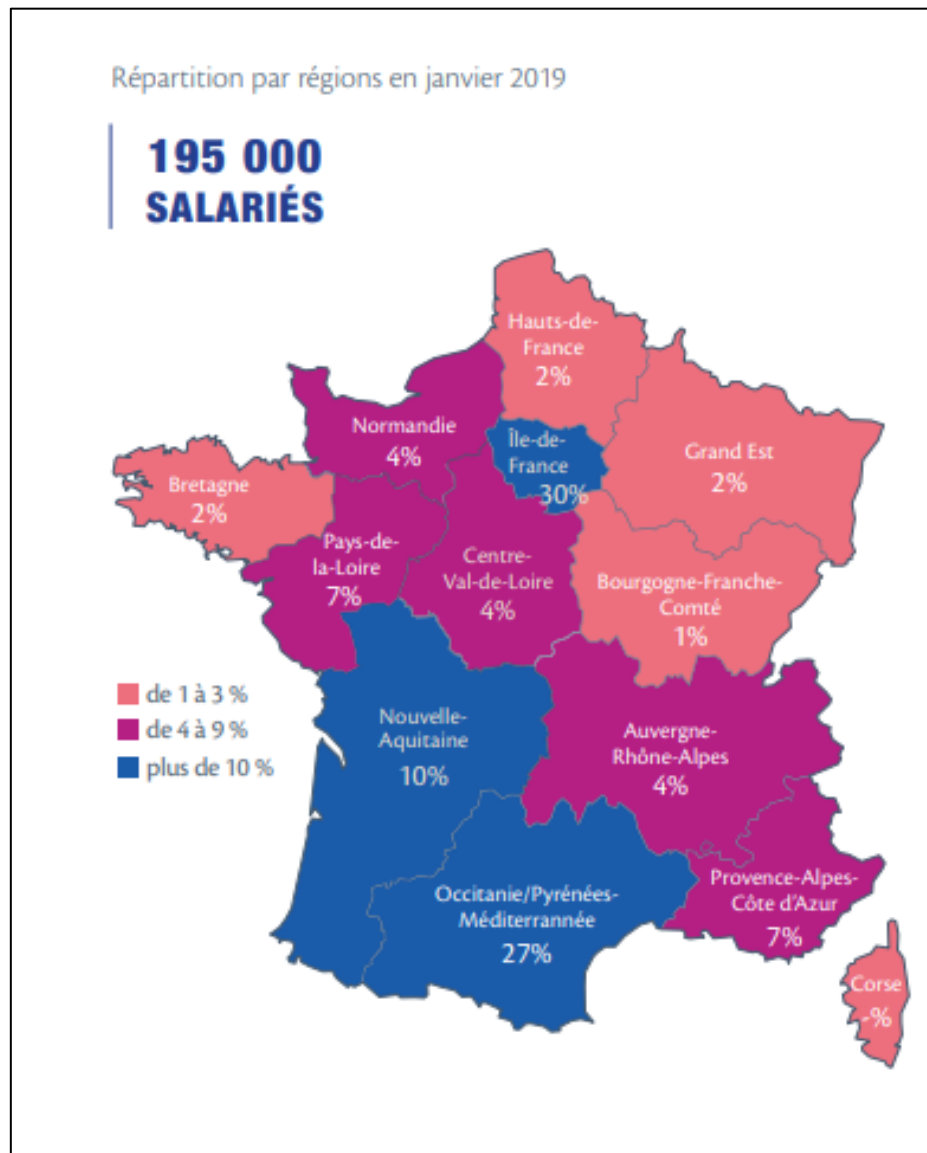 Répartition par régions en janvier 2019
195 000
SALARIÉS
Hauts-de-
France
2%
Normandie
4%
Île-de-
France
30%
Grand Est
2%
Bretagne
2%
Pays-de-
la-Loire
7%
Centre-
Val-de-Loire
4%
Bourgogne-Franche-
Comté
1%
de 1 à 3 %
de 4 à 9 %
plus de 10 %
Nouvelle-
Aquitaine
10%
Auvergne-
Rhône-Alpes
4%
Occitanie/Pyrénées-
Méditerrannée
27%
Provence-Alpes-
Côte d'Azur
7%
Corse
-%